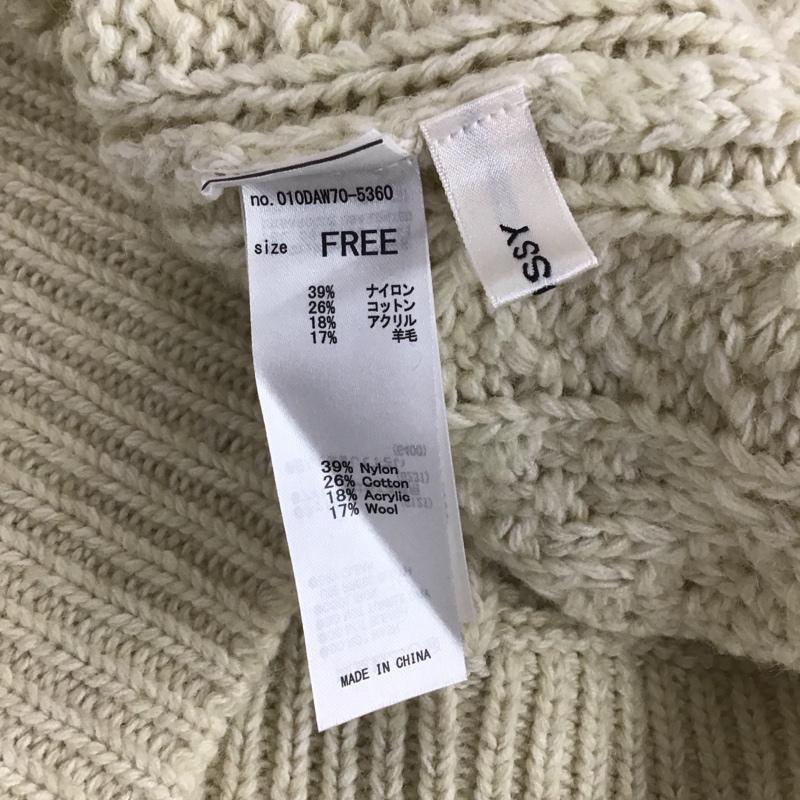 no. 010DAW70-5360
size FREE
39% ナイロン
26% コットン
18% アクリル
17% 羊毛
39% Nylon
26% Cotton
18% Acrylic
17% Wool
MADE IN CHINA
SSY